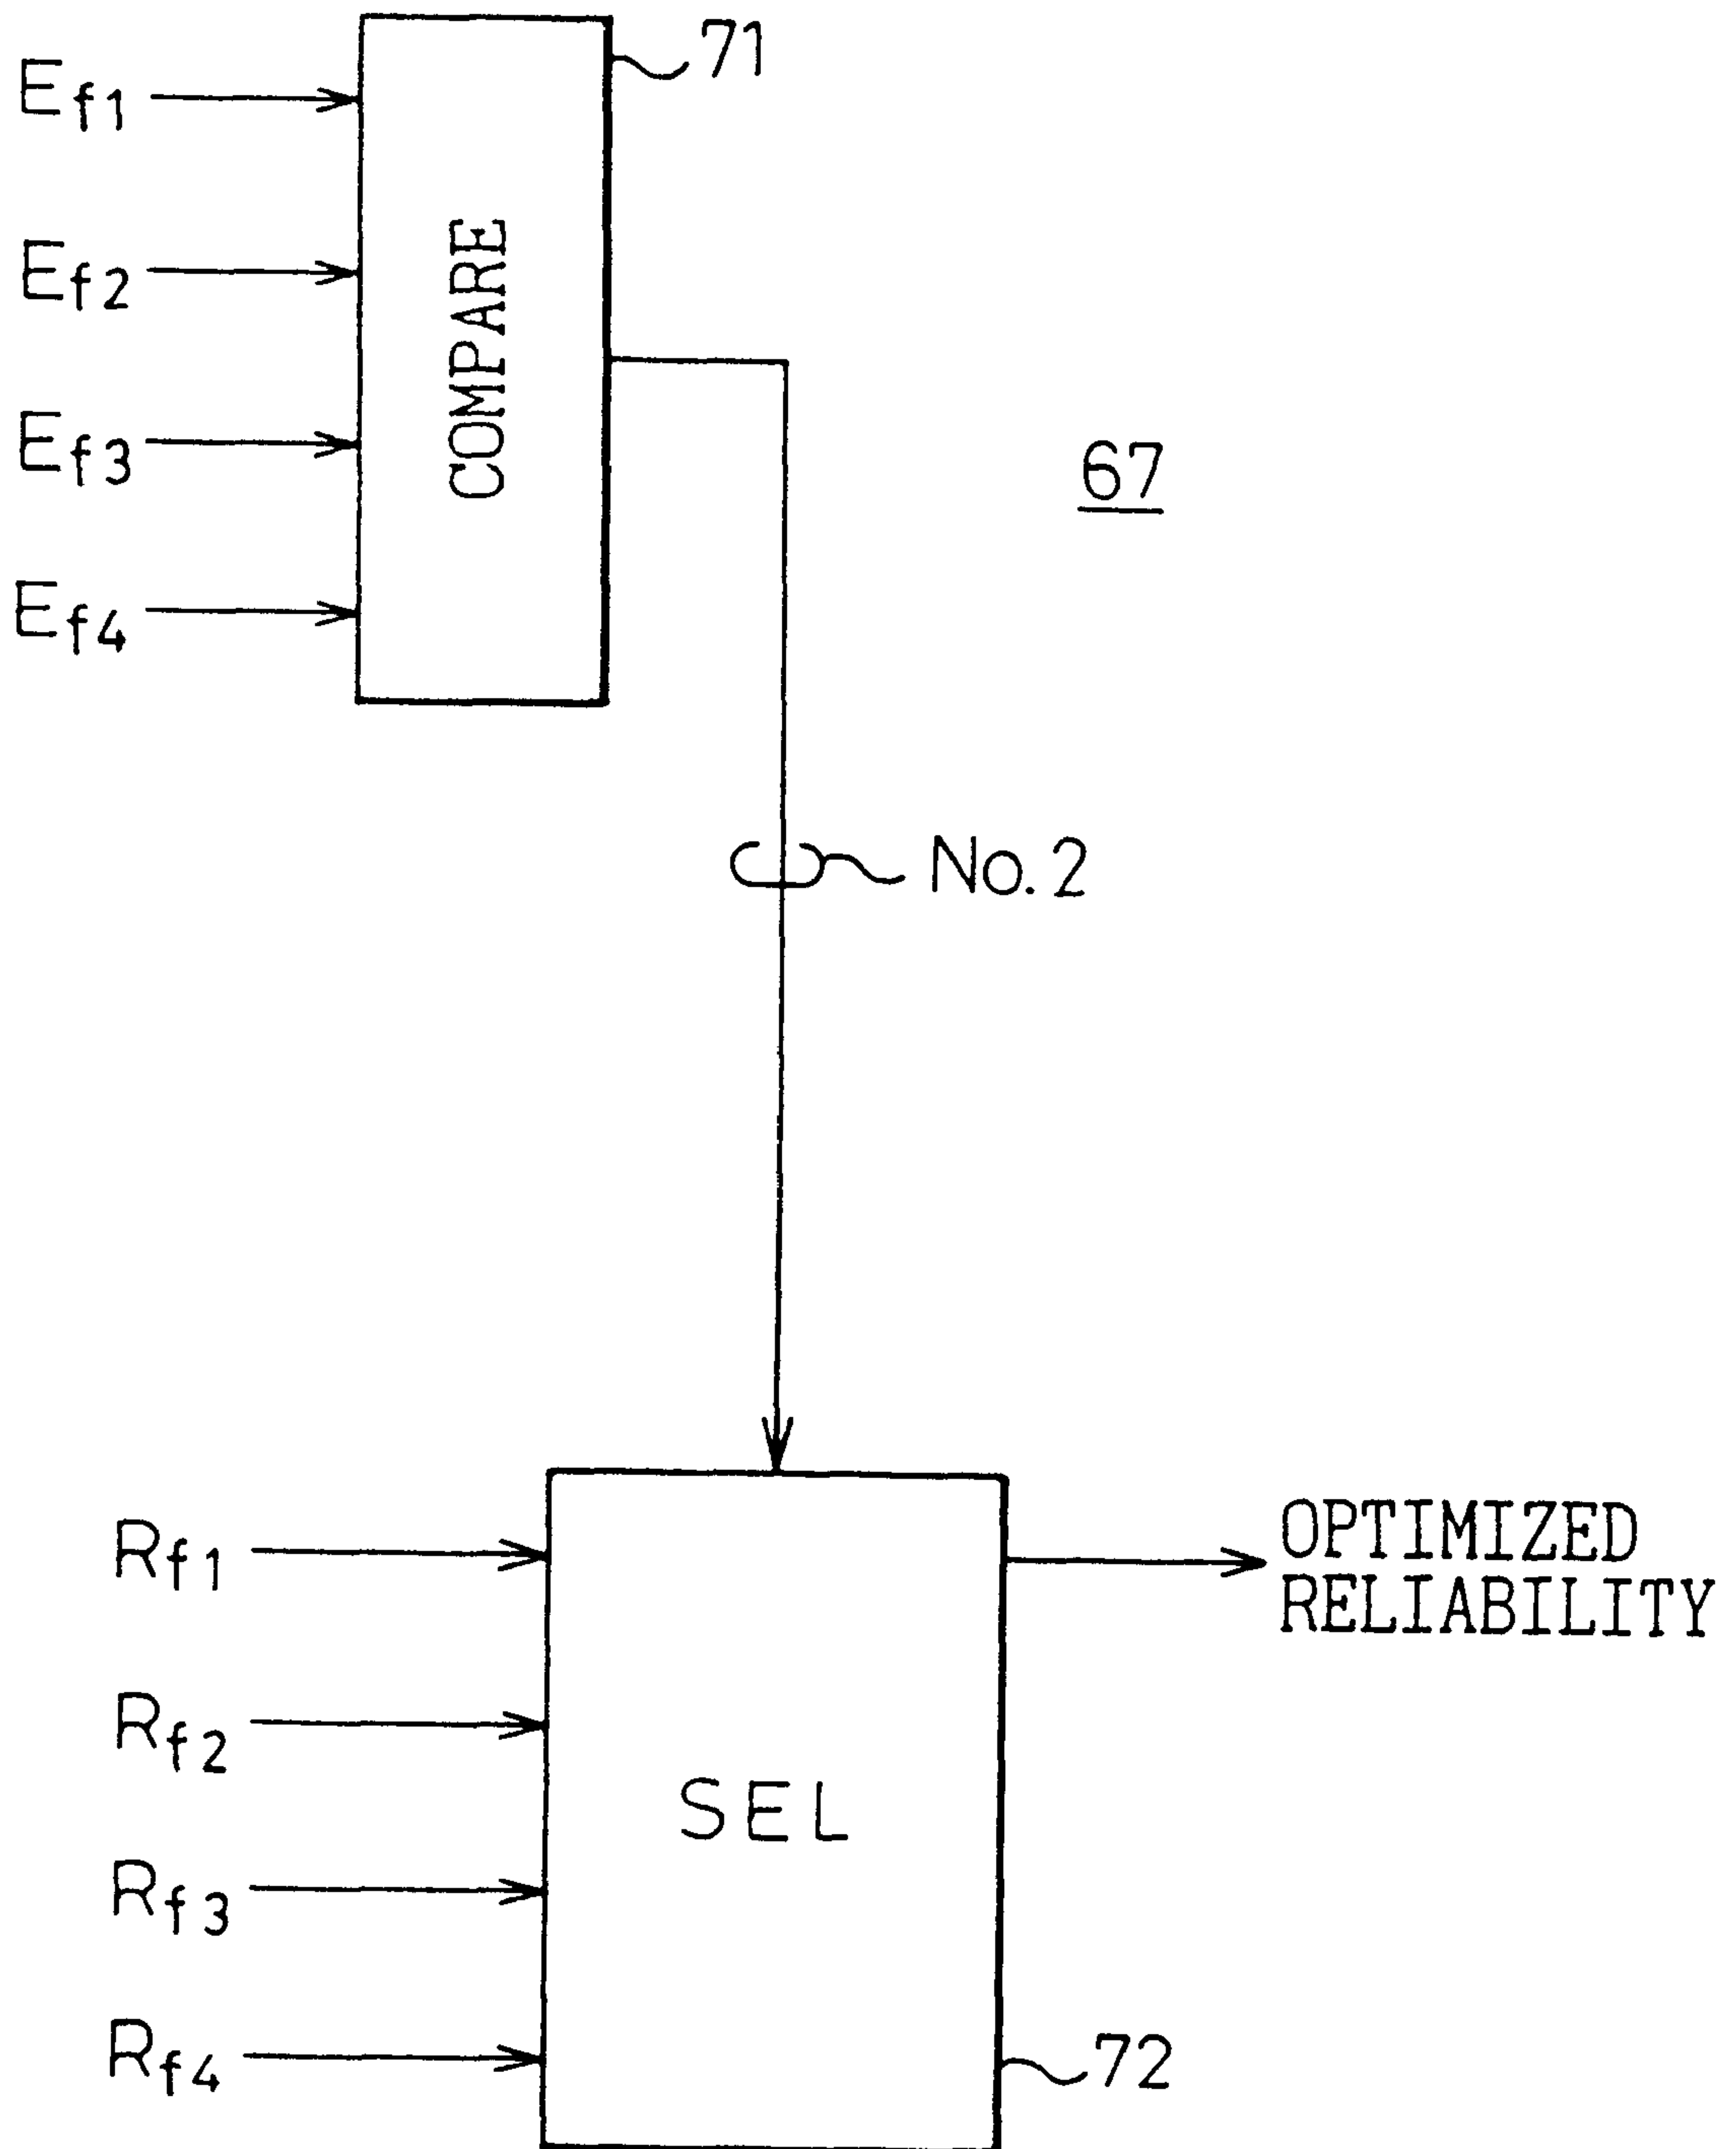 71
Ef1
Ef2
Ef3
Ef4
COMPARE
67
No.2
Rf1
Rf2
Rf3
Rf4
SEL
OPTIMIZED
RELIABILITY
72